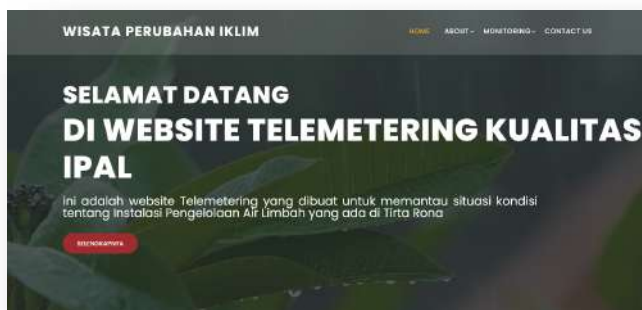 WISATA PERUBAHAN IKLIM
HOME ABOUT MONITORING CONTACT US
SELAMAT DATANG
DI WEBSITE TELEMETERING KUALITAS
IPAL
Ini adalah website Telemetering yang dibuat untuk memantau situasi kondisi
tentang Instalasi Pengelolaan Air Limbah yang ada di Tirta Rona
SELENGKAPNYA